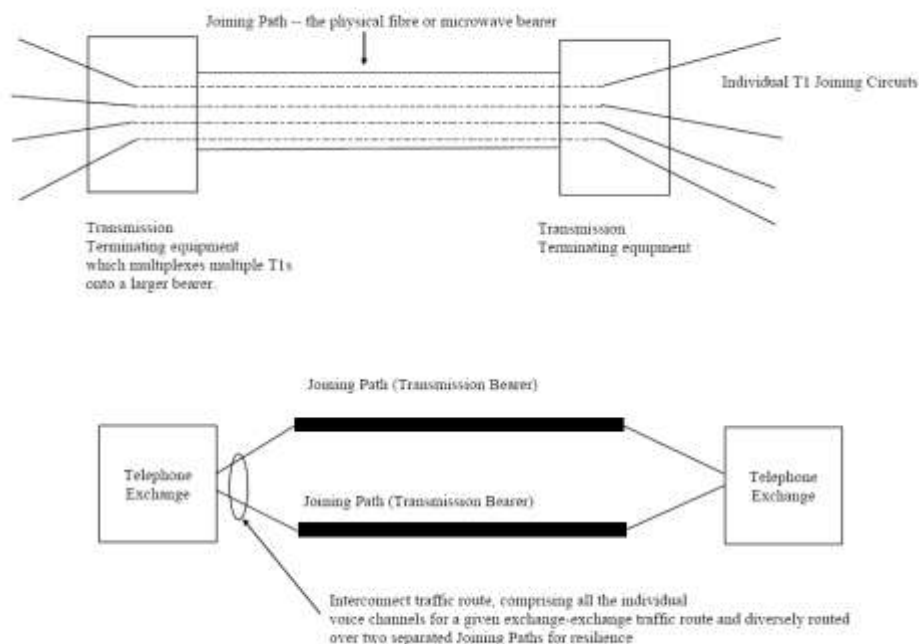 Joining Path -- the physical fibre or microwave bearer
Individual T1 Joining Circuits
Transmission
Terminating equipment
which multiplexes multiple T1s
onto a larger bearer.
Transmission
Terminating equipment
Joining Path (Transmission Bearer)
Telephone
Exchange
Telephone
Exchange
Joining Path (Transmission Bearer)
Interconnect traffic route, comprising all the individual
voice channels for a given exchange-exchange traffic route and diversely routed
over two separated Joining Paths for resilience